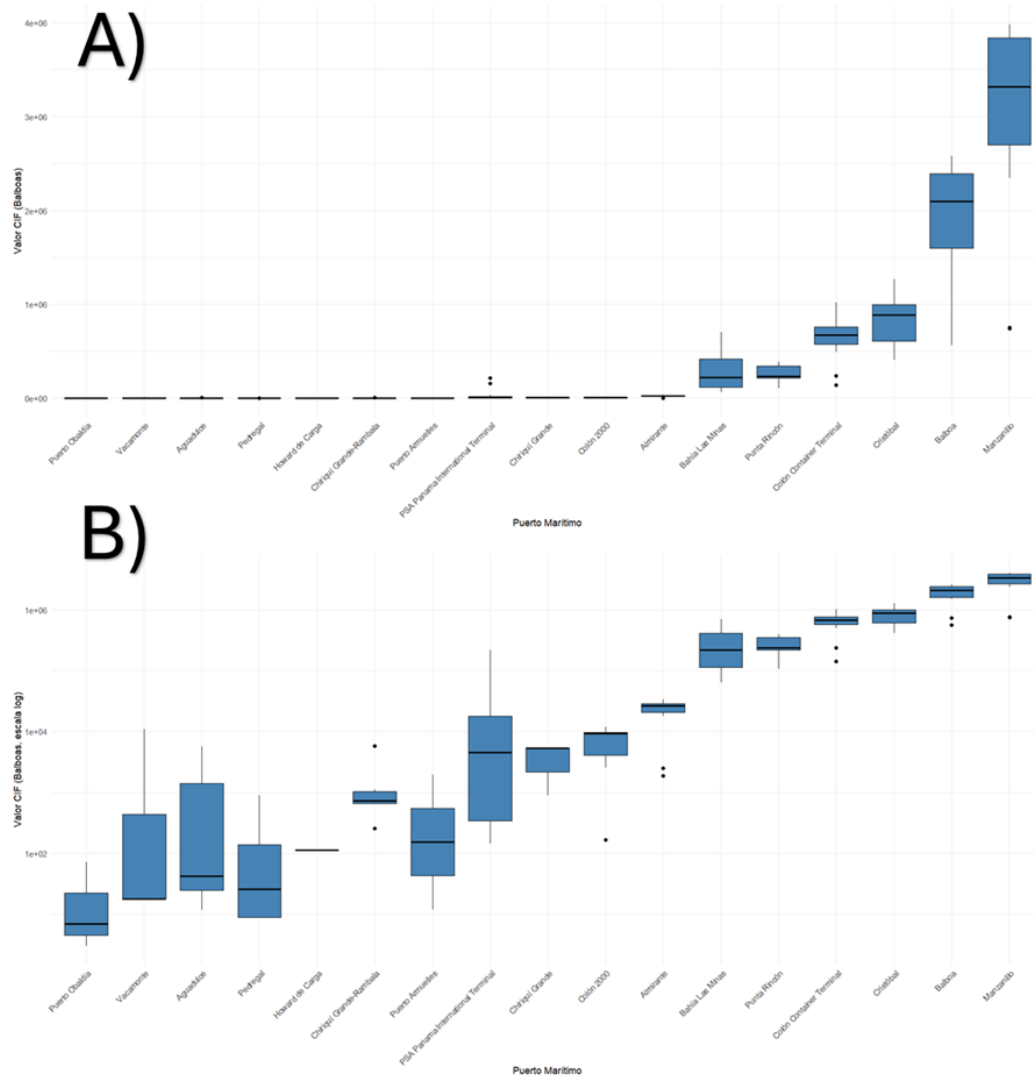 A)
4e+06
3e+06
2e+06
1e+06
0e+00
Valor CIF (Balboas)
Puerto Obaldía
Vacamonte
Aguadulce
Pedregal
Howard de Carga
Chiriquí Grande-Rambala
Puerto Armuelles
PSA Panama International Terminal
Chiriquí Grande
Colón 2000
Almirante
Bahía Las Minas
Punta Rincón
Colón Container Terminal
Cristóbal
Balboa
Manzanillo
Puerto Marítimo
B)
1e+06
1e+04
1e+02
Valor CIF (Balboas, escala log)
Puerto Obaldía
Vacamonte
Aguadulce
Pedregal
Howard de Carga
Chiriquí Grande-Rambala
Puerto Armuelles
PSA Panama International Terminal
Chiriquí Grande
Colón 2000
Almirante
Bahía Las Minas
Punta Rincón
Colón Container Terminal
Cristóbal
Balboa
Manzanillo
Puerto Marítimo